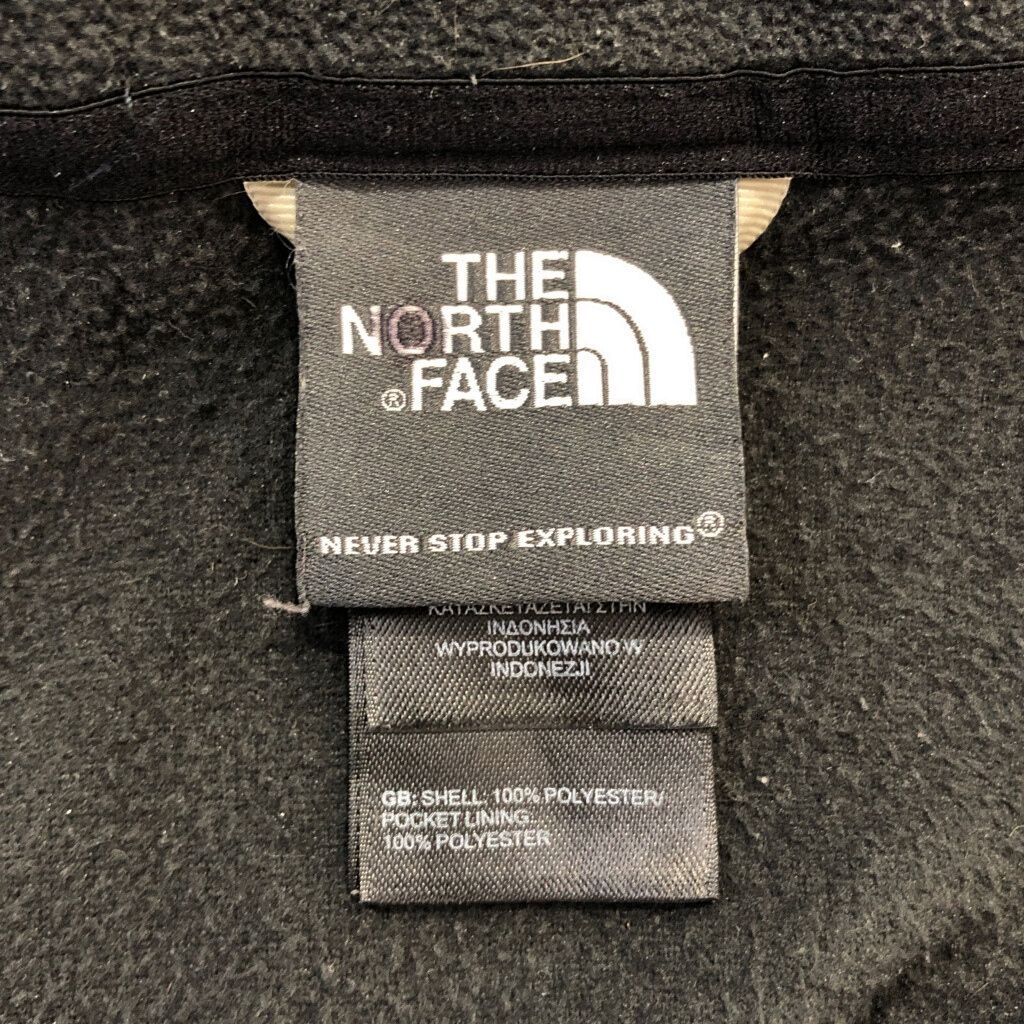 THE
NORTH
®FACE
NEVER STOP EXPLORING®
ΚΑΤΑΣΚΕΥΑΖΕΤΑΙ ΣΤΗΝ
ΙΝΔΟΝΗΣΙΑ
WYPRODUKOWANO W
INDONEZJI
GB: SHELL 100% POLYESTER/
POCKET LINING
100% POLYESTER